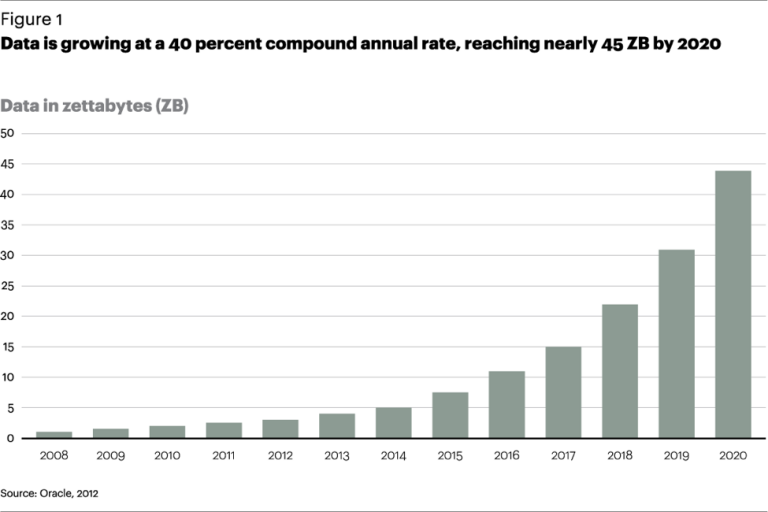 Figure 1
Data is growing at a 40 percent compound annual rate, reaching nearly 45 ZB by 2020
Data in zettabytes (ZB)
50
45
40
35
30
25
20
15
10
5
0
2008 2009 2010 2011 2012 2013 2014 2015 2016 2017 2018 2019 2020
Source: Oracle, 2012